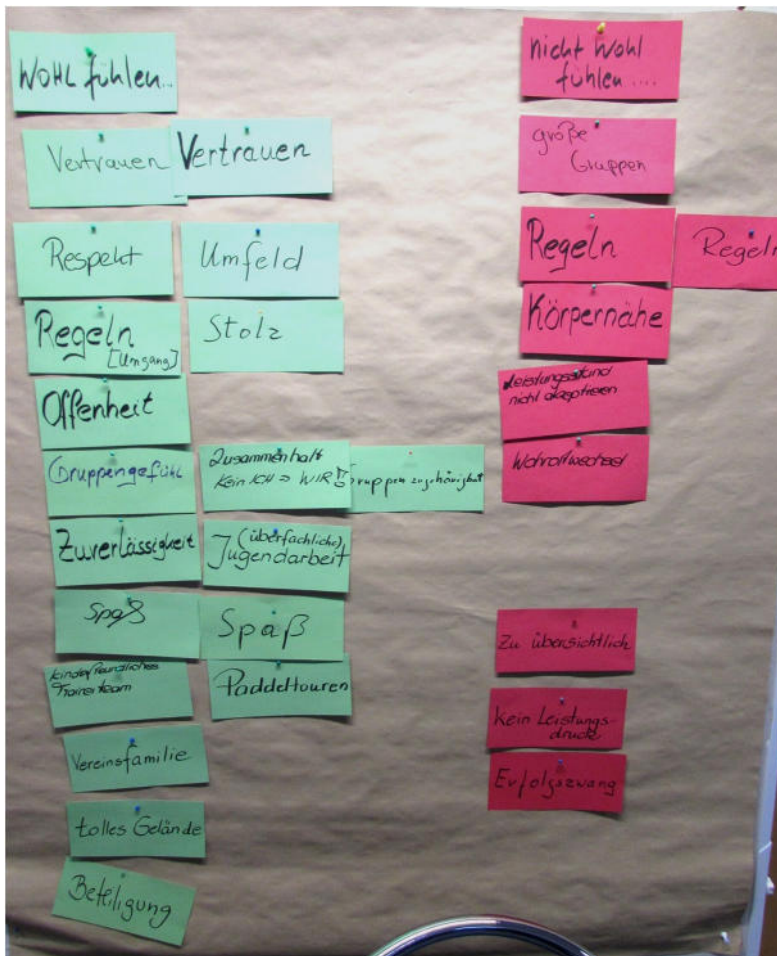 Wohl fühlen...
Vertrauen
Vertrauen
Respekt
Umfeld
Regeln
[Umgang]
Stolz
Offenheit
Gruppengefühl
Zusammenhalt
Kein ICH => WIR!!
Gruppenzugehörigkeit
Zuverlässigkeit
(überfachliche)
Jugendarbeit
Spaß
Spaß
kinderfreundliches
Trainerteam
Paddeltouren
Vereinsfamilie
tolles Gelände
Beteiligung
nicht wohl
fühlen....
große
Gruppen
Regeln
Regeln
Körpernähe
Leistungsstand
nicht akzeptieren
Wohnortwechsel
Zu übersichtlich
kein Leistungs-
druck
Erfolgszwang